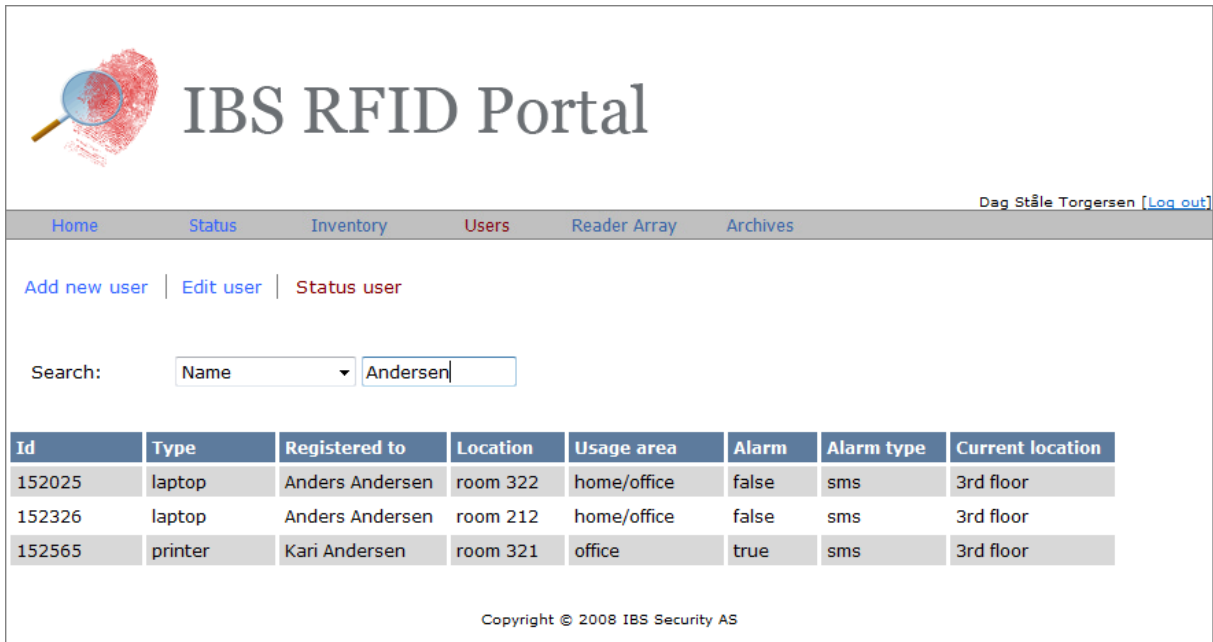 IBS RFID Portal
Dag Ståle Torgersen [Log out]
Home Status Inventory Users Reader Array Archives
Add new user Edit user Status user
Search: Name Andersen
Id Type Registered to Location Usage area Alarm Alarm type Current location
152025 laptop Anders Andersen room 322 home/office false sms 3rd floor
152326 laptop Anders Andersen room 212 home/office false sms 3rd floor
152565 printer Kari Andersen room 321 office true sms 3rd floor
Copyright © 2008 IBS Security AS